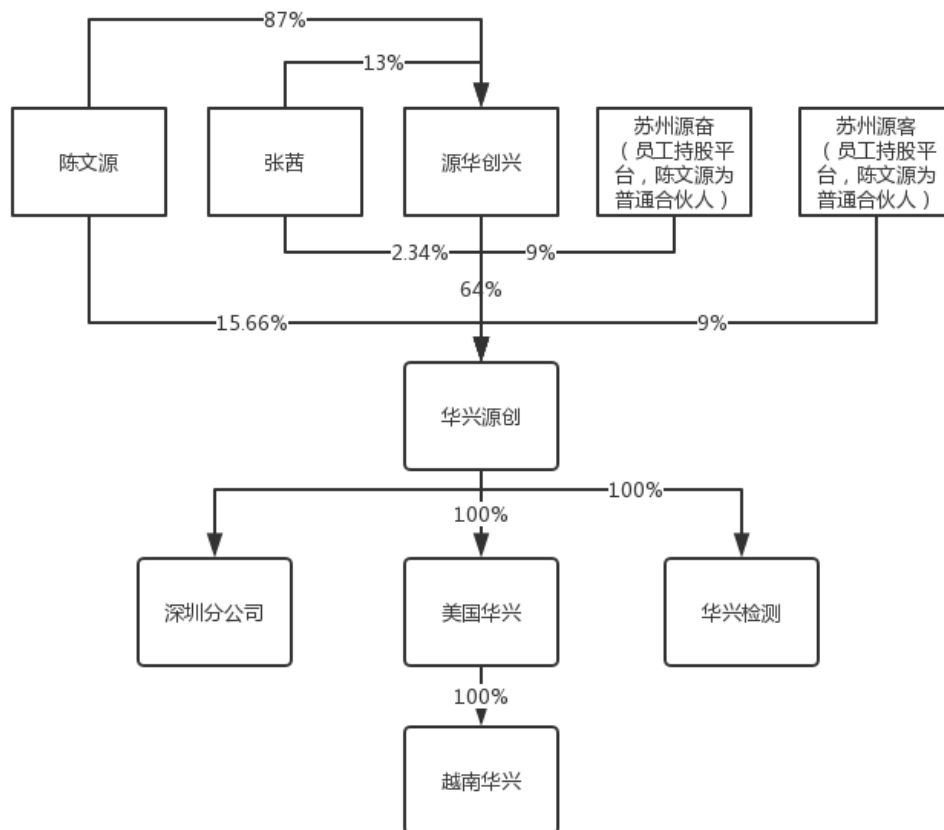 87%
13%
陈文源
张茜
源华创兴
苏州源奋
（员工持股平
台，陈文源为
普通合伙人）
苏州源客
（员工持股平
台，陈文源为
普通合伙人）
2.34%
9%
64%
15.66%
9%
华兴源创
100%
100%
深圳分公司
美国华兴
华兴检测
100%
越南华兴